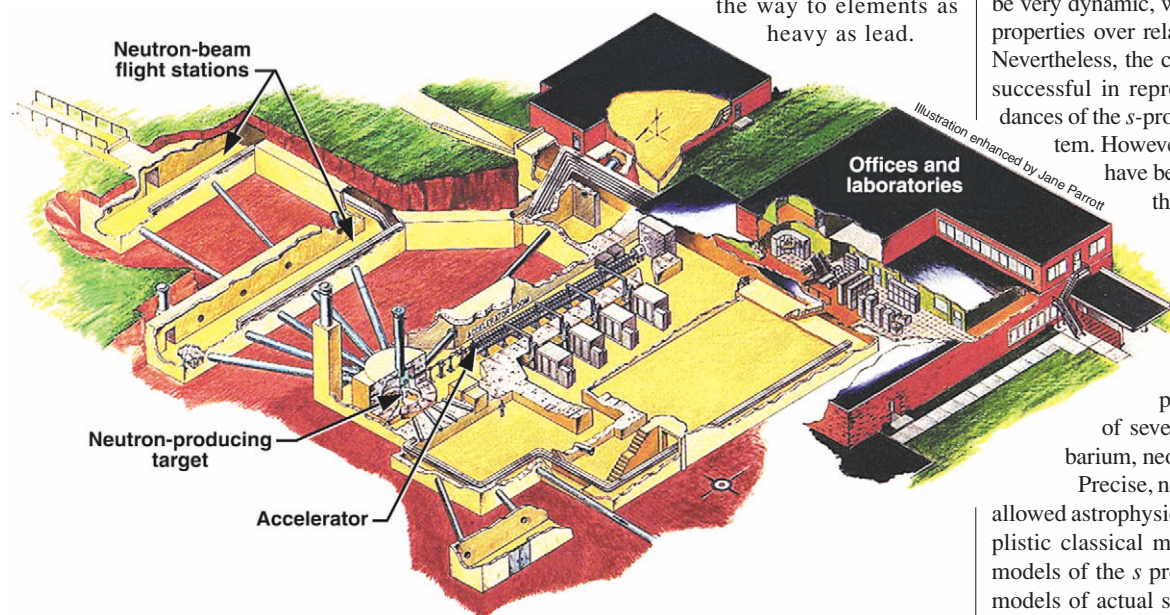 the way to elements as
heavy as lead.
Neutron-beam
flight stations
Illustration enhanced by Jane Parrott
Offices and
laboratories
Neutron-producing
target
Accelerator
be very dynamic, w
properties over rela
Nevertheless, the c
successful in repro
dances of the s-pro
tem. Howeve
have be
th
p
of seve
barium, neo
Precise, n
allowed astrophysic
plistic classical m
models of the s pr
models of actual s